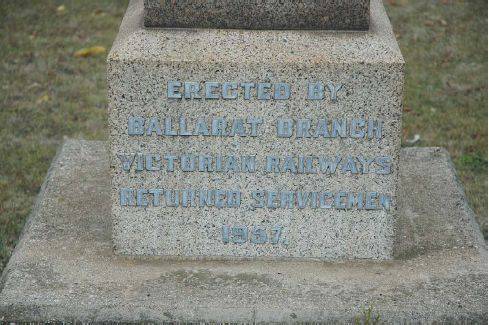 ERECTED BY
BALLARAT BRANCH
VICTORIAN RAILWAYS
RETURNED SERVICEMEN
1937.